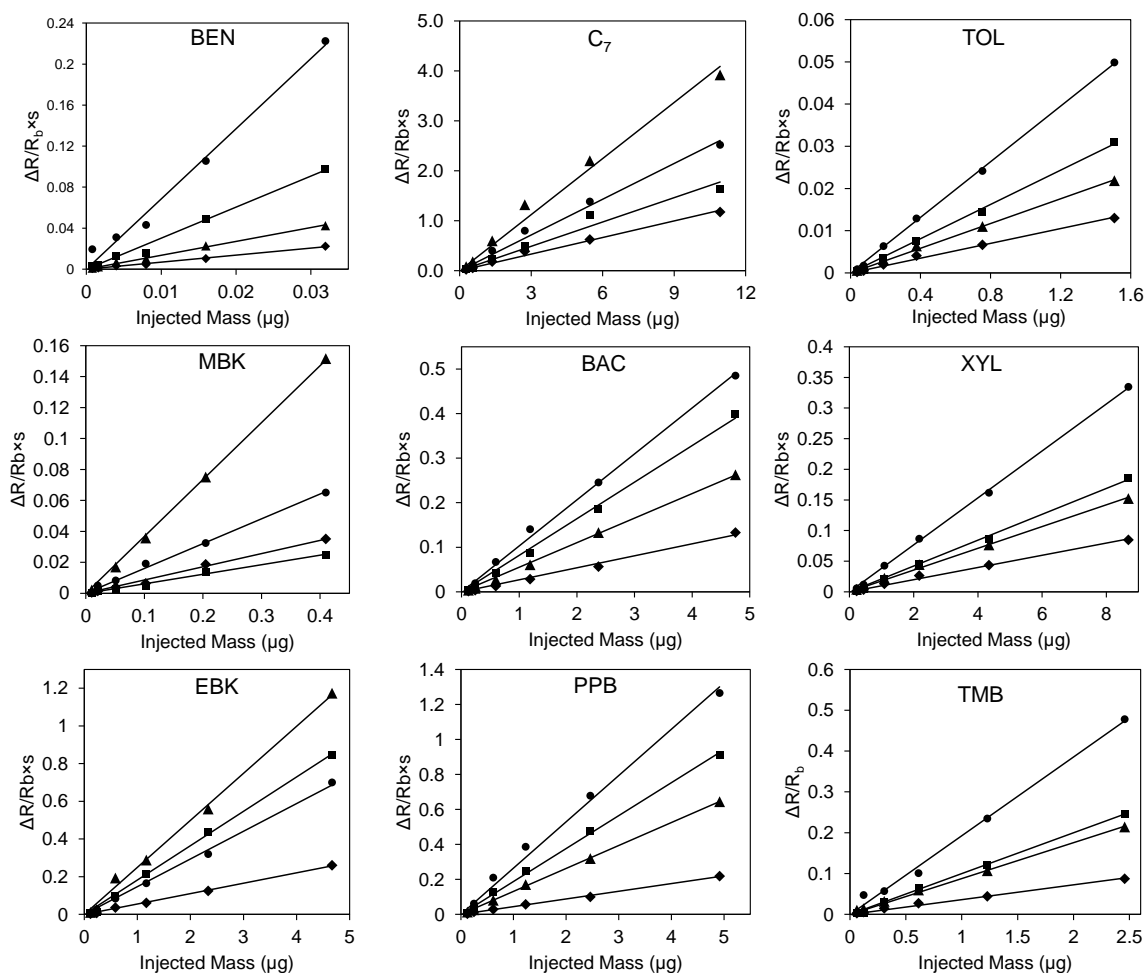 BEN
ΔR/R_b×s
0.24
0.2
0.16
0.12
0.08
0.04
0
0 0.01 0.02 0.03
Injected Mass (µg)
C₇
ΔR/Rb×s
5.0
4.0
3.0
2.0
1.0
0.0
0 3 6 9 12
Injected Mass (µg)
TOL
ΔR/Rb×s
0.06
0.05
0.04
0.03
0.02
0.01
0
0 0.4 0.8 1.2 1.6
Injected Mass (µg)
MBK
ΔR/Rb×s
0.16
0.14
0.12
0.1
0.08
0.06
0.04
0.02
0
0 0.1 0.2 0.3 0.4
Injected Mass (µg)
BAC
ΔR/Rb×s
0.5
0.4
0.3
0.2
0.1
0
0 1 2 3 4 5
Injected Mass (µg)
XYL
ΔR/Rb×s
0.4
0.35
0.3
0.25
0.2
0.15
0.1
0.05
0
0 2 4 6 8
Injected Mass (µg)
EBK
ΔR/Rb×s
1.2
1
0.8
0.6
0.4
0.2
0
0 1 2 3 4 5
Injected Mass (µg)
PPB
ΔR/Rb×s
1.4
1.2
1
0.8
0.6
0.4
0.2
0
0 1 2 3 4 5
Injected Mass (µg)
TMB
ΔR/R_b
0.6
0.5
0.4
0.3
0.2
0.1
0
0 0.5 1 1.5 2 2.5
Injected Mass (µg)